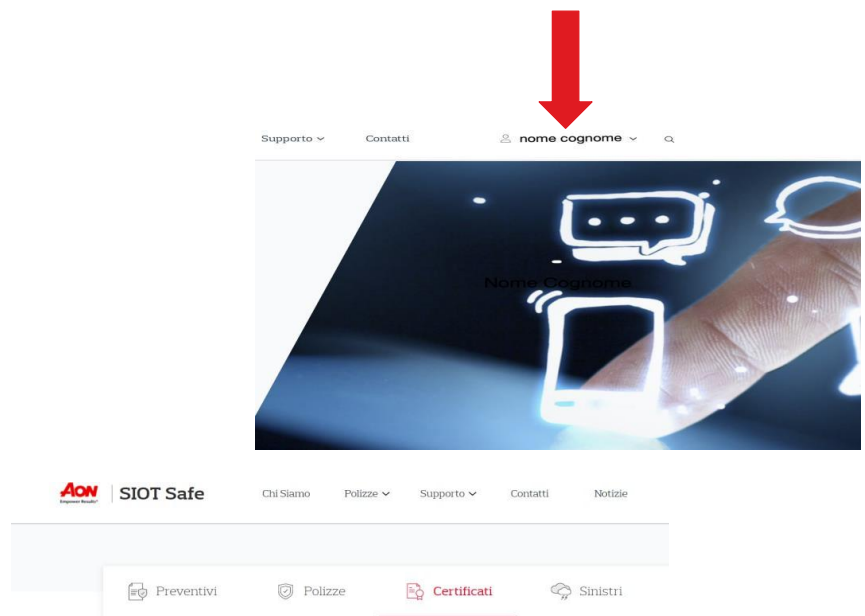 Supporto Contatti nome cognome
Nome Cognome
AON
Empower Results®
SIOT Safe
Chi Siamo Polizze Supporto Contatti Notizie
Preventivi Polizze Certificati Sinistri